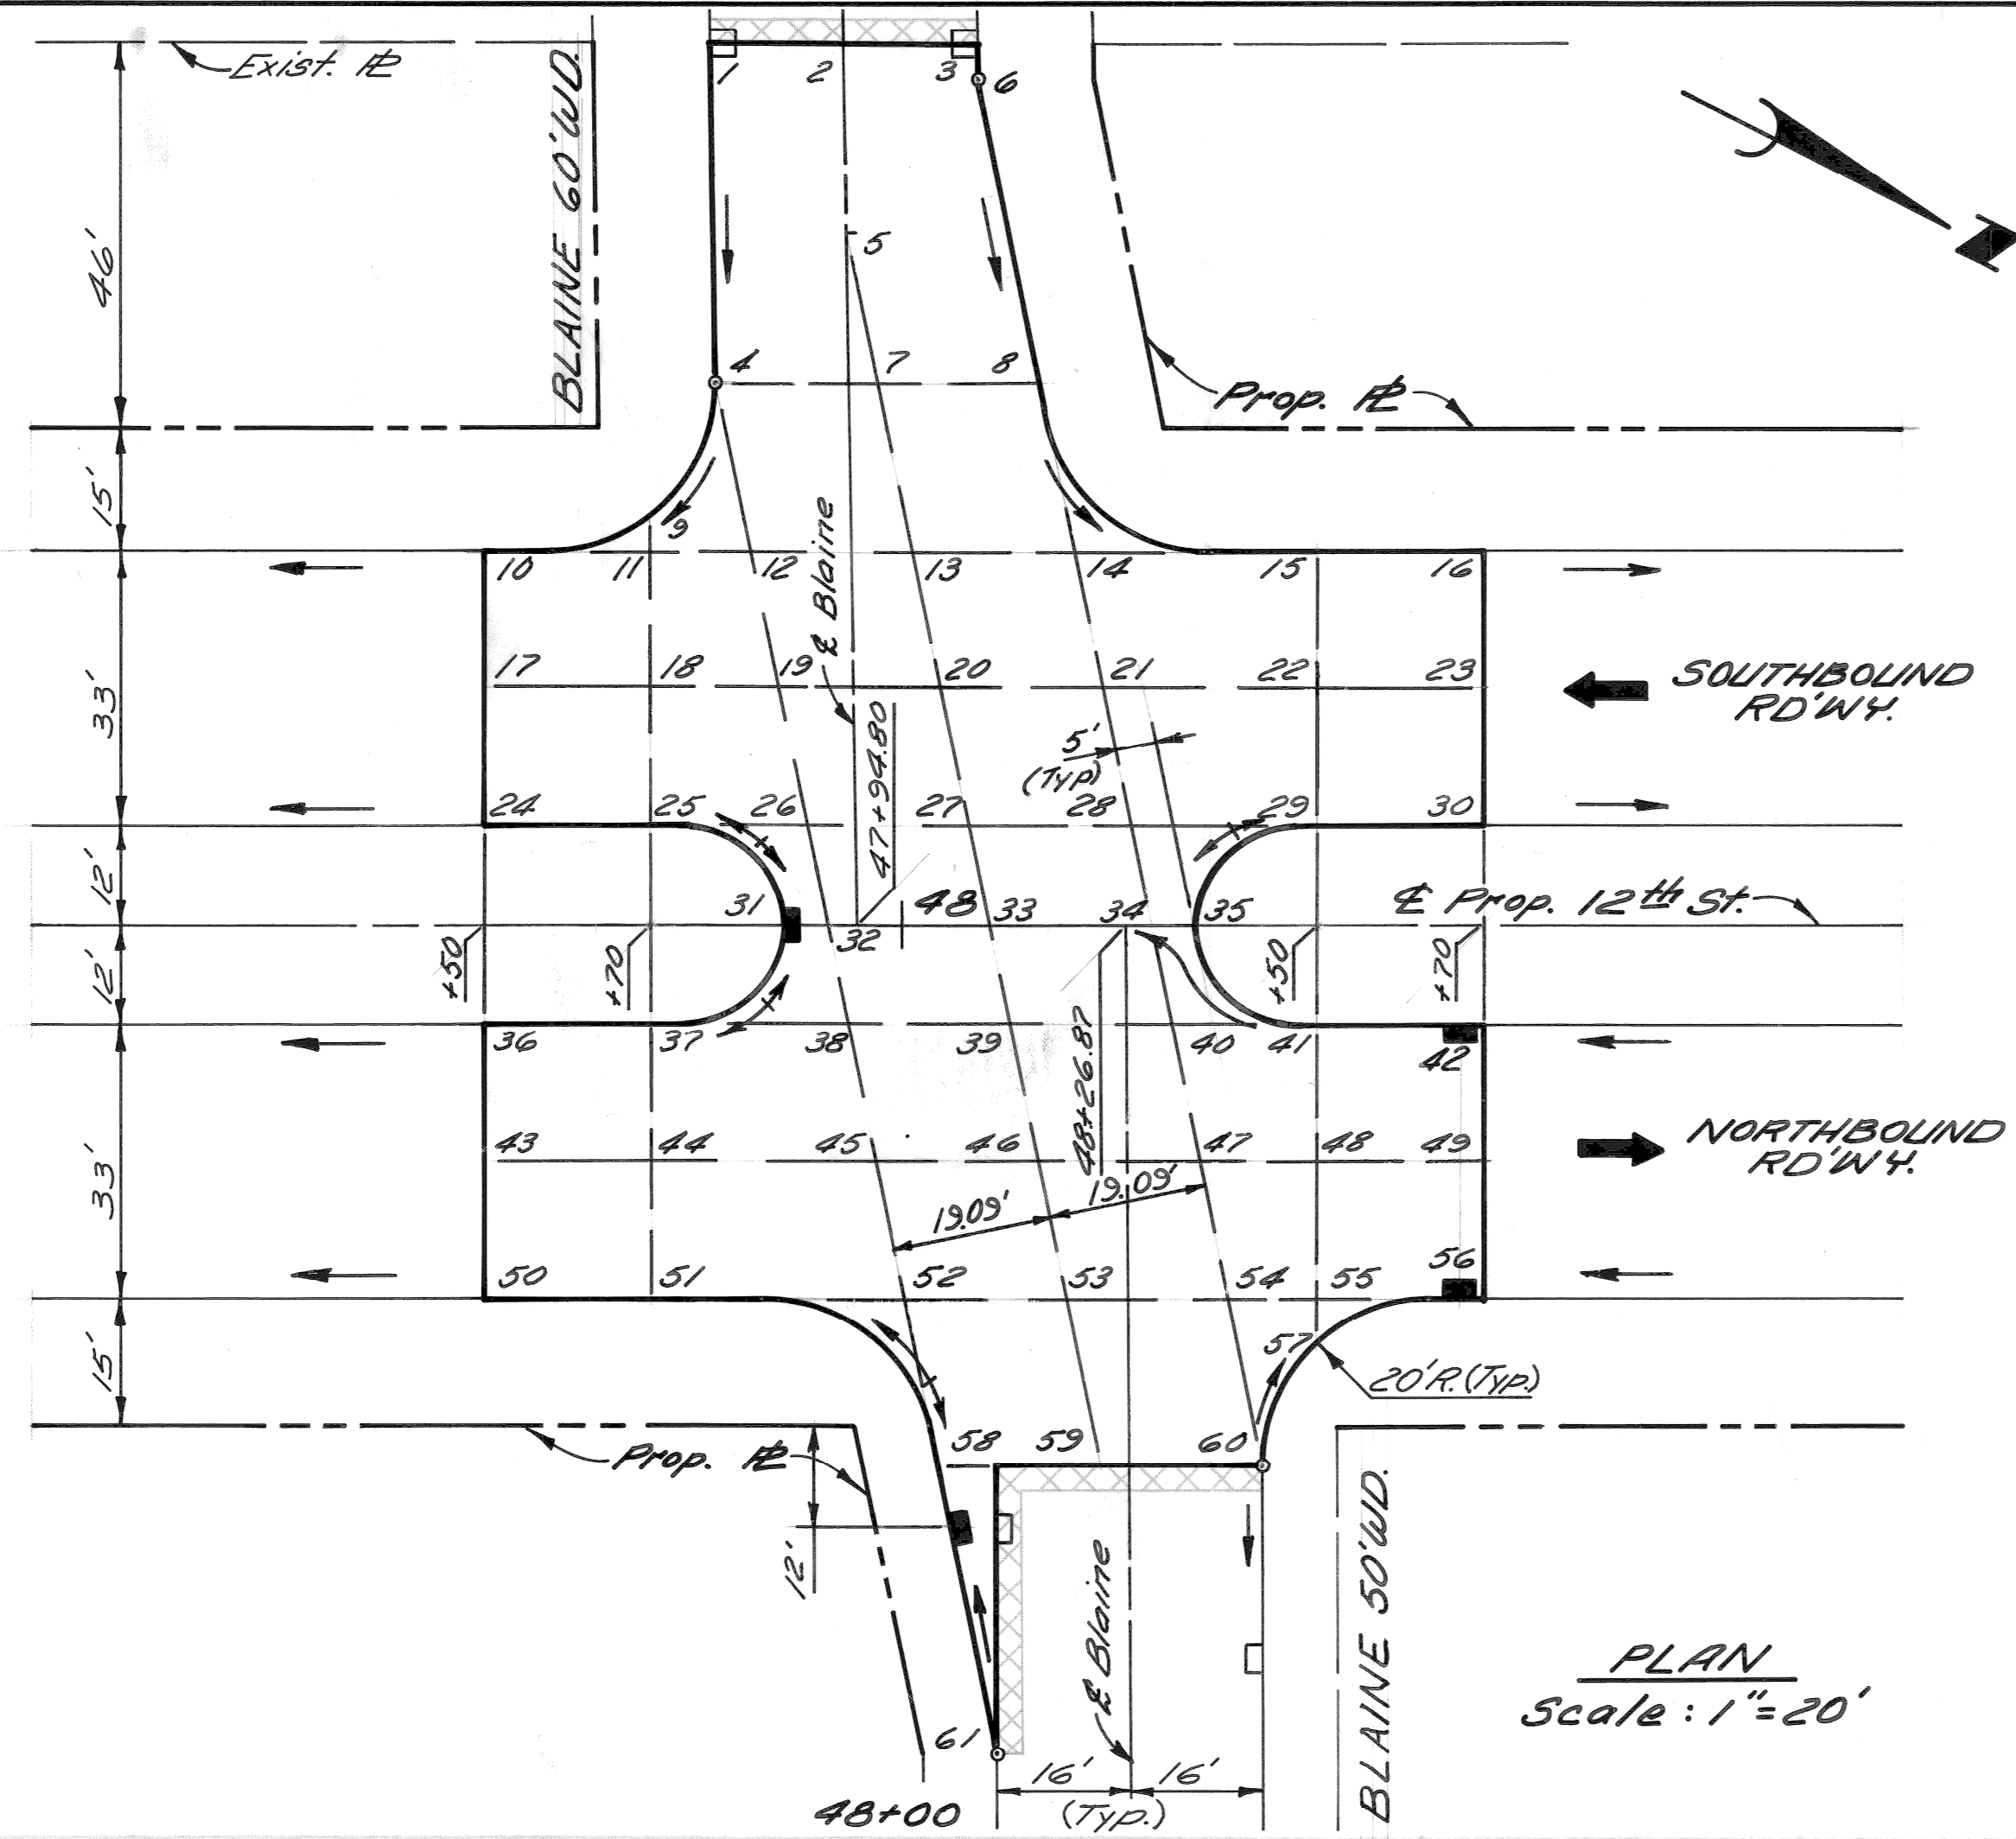 Exist. ⅊
BLAINE 60'WD.
1 2 3 6
5
46'
4 7 8
Prop. ⅊
15'
9
℄ Blaine
10 11 12 13 14 15 16
33'
17 18 19 20 21 22 23
SOUTHBOUND
RD'WY.
47+94.80
5'
(Typ)
24 25 26 27 28 29 30
12'
31 32 48 33 34 35
℄ Prop. 12th St.
12'
+50 +70 +50 +70
36 37 38 39 40 41 42
48+26.87
33'
43 44 45 46 47 48 49
NORTHBOUND
RD'WY.
19.09' 19.09'
50 51 52 53 54 55 56
15'
57
20'R.(Typ.)
Prop. ⅊
58 59 60
12'
℄ Blaine
BLAINE 50'WD.
61
16' 16'
(Typ.)
48+00
PLAN
Scale : 1"=20'
N